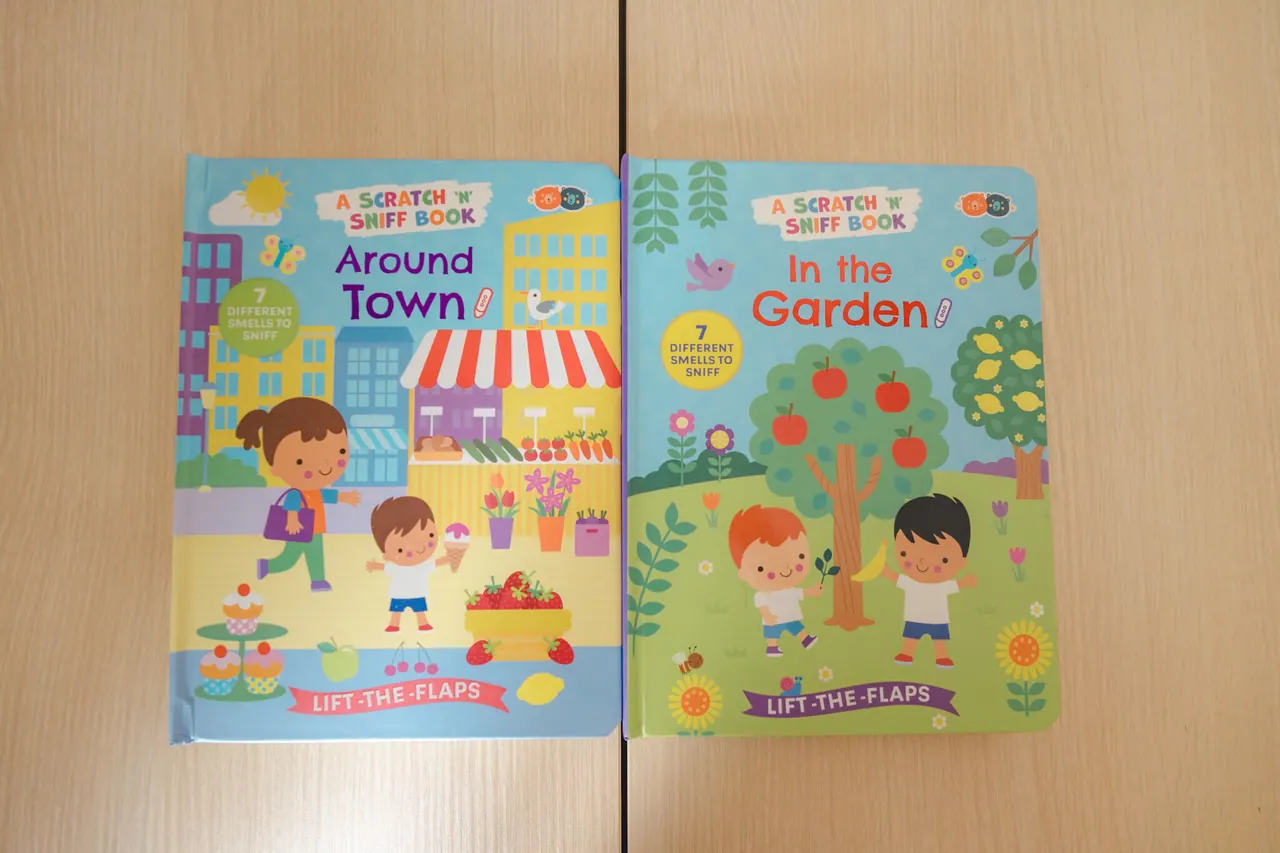 A SCRATCH 'N'
SNIFF BOOK
Around
Town
7
DIFFERENT
SMELLS TO
SNIFF
LIFT-THE-FLAPS
A SCRATCH 'N'
SNIFF BOOK
In the
Garden
7
DIFFERENT
SMELLS TO
SNIFF
LIFT-THE-FLAPS